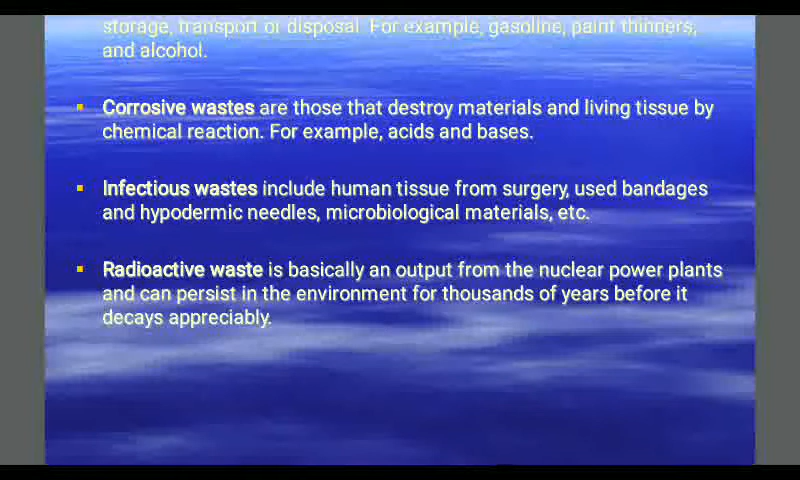 storage, transport or disposal. For example, gasoline, paint thinners,
and alcohol.
▪ Corrosive wastes are those that destroy materials and living tissue by
chemical reaction. For example, acids and bases.
▪ Infectious wastes include human tissue from surgery, used bandages
and hypodermic needles, microbiological materials, etc.
▪ Radioactive waste is basically an output from the nuclear power plants
and can persist in the environment for thousands of years before it
decays appreciably.